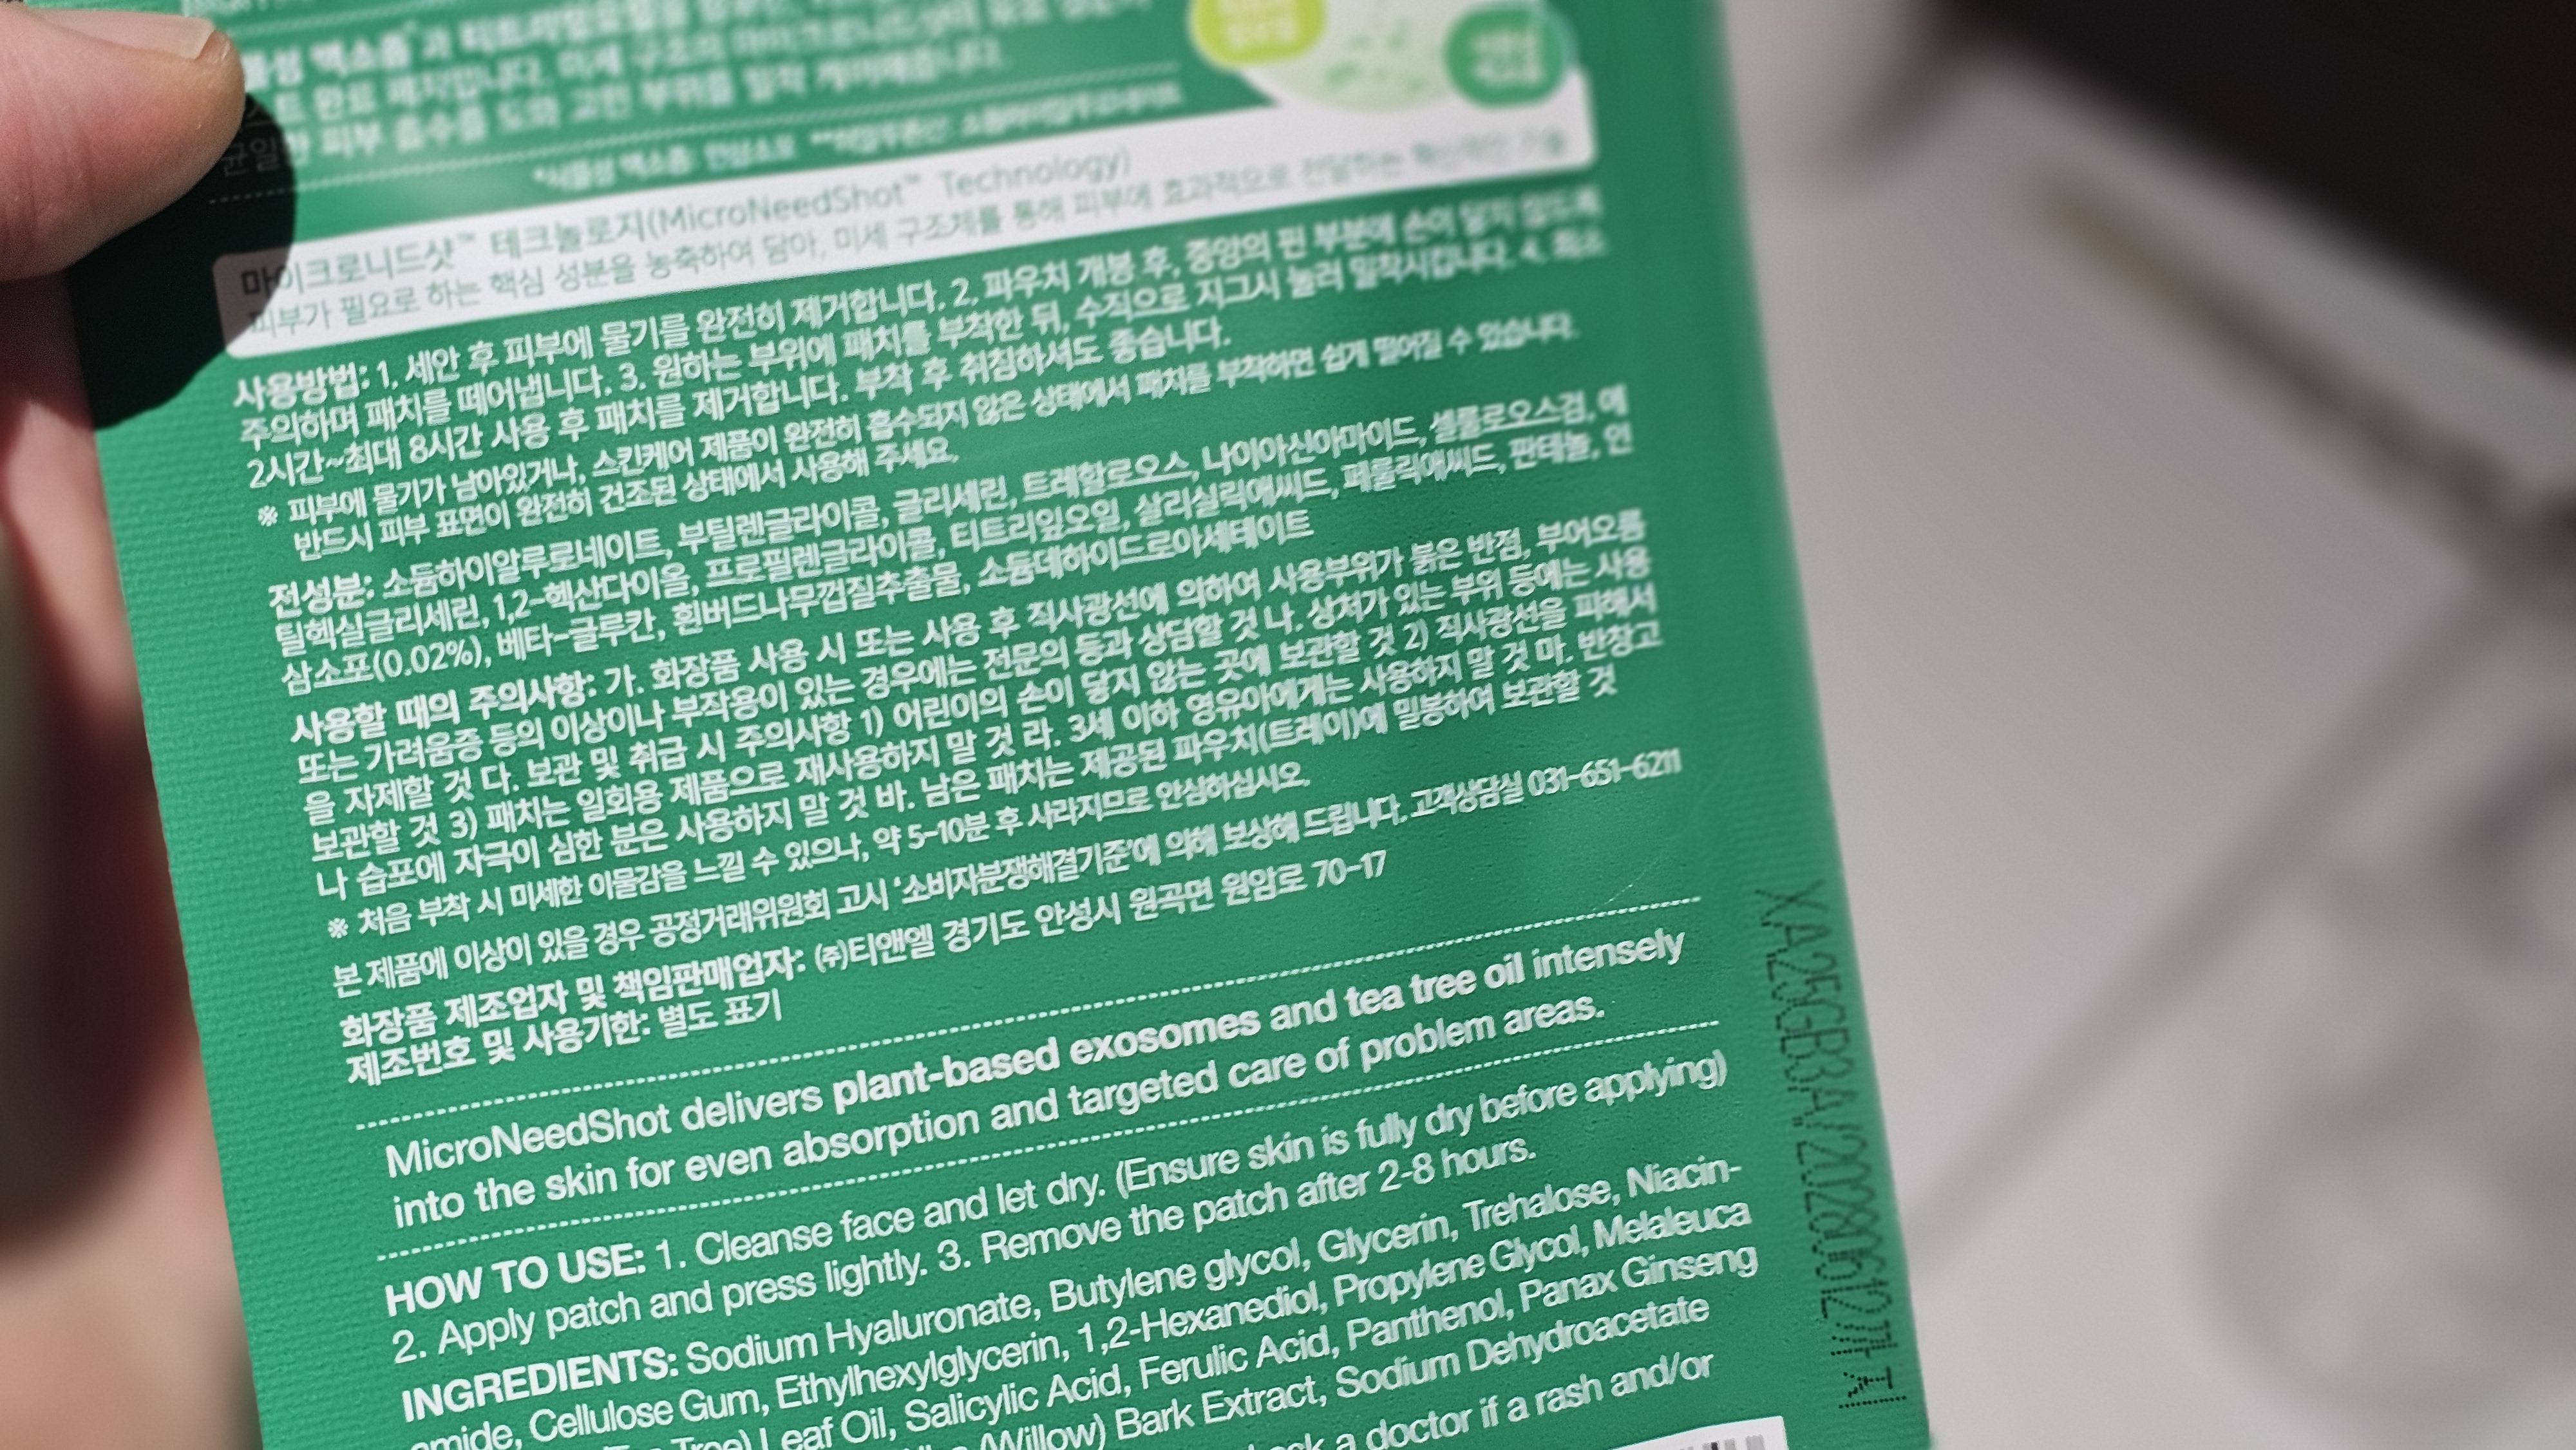 엑소좀
완료 패치입니다. 미세 구조의
피부 흡수를 도와 고민 부위를 밀착 케어해줍니다.
마이크로니드샷™ 테크놀로지(MicroNeedShot™ Technology)
피부가 필요로 하는 핵심 성분을 농축하여 담아, 미세 구조체를 통해 피부에 효과적으로 전달하는 혁신적인 기술
사용방법: 1. 세안 후 피부에 물기를 완전히 제거합니다. 2. 파우치 개봉 후, 중앙의 핀 부분에 손이 닿지 않도록
주의하며 패치를 떼어냅니다. 3. 원하는 부위에 패치를 부착한 뒤, 수직으로 지그시 눌러 밀착시킵니다. 4. 최소
2시간~최대 8시간 사용 후 패치를 제거합니다. 부착 후 취침하셔도 좋습니다.
※ 피부에 물기가 남아있거나, 스킨케어 제품이 완전히 흡수되지 않은 상태에서 패치를 부착하면 쉽게 떨어질 수 있습니다.
반드시 피부 표면이 완전히 건조된 상태에서 사용해 주세요.
전성분: 소듐하이알루로네이트, 부틸렌글라이콜, 글리세린, 트레할로오스, 나이아신아마이드, 셀룰로오스검, 에
틸헥실글리세린, 1,2-헥산다이올, 프로필렌글라이콜, 티트리잎오일, 살리실릭애씨드, 페룰릭애씨드, 판테놀, 인
삼소포(0.02%), 베타-글루칸, 흰버드나무껍질추출물, 소듐데하이드로아세테이트
사용할 때의 주의사항: 가. 화장품 사용 시 또는 사용 후 직사광선에 의하여 사용부위가 붉은 반점, 부어오름
또는 가려움증 등의 이상이나 부작용이 있는 경우에는 전문의 등과 상담할 것 나. 상처가 있는 부위 등에는 사용
을 자제할 것 다. 보관 및 취급 시 주의사항 1) 어린이의 손이 닿지 않는 곳에 보관할 것 2) 직사광선을 피해서
보관할 것 3) 패치는 일회용 제품으로 재사용하지 말 것 라. 3세 이하 영유아에게는 사용하지 말 것 마. 반창고
나 습포에 자극이 심한 분은 사용하지 말 것 바. 남은 패치는 제공된 파우치(트레이)에 밀봉하여 보관할 것
※ 처음 부착 시 미세한 이물감을 느낄 수 있으나, 약 5-10분 후 사라지므로 안심하십시오.
본 제품에 이상이 있을 경우 공정거래위원회 고시 ‘소비자분쟁해결기준’에 의해 보상해 드립니다. 고객상담실 031-651-6211
화장품 제조업자 및 책임판매업자: ㈜티앤엘 경기도 안성시 원곡면 원암로 70-17
제조번호 및 사용기한: 별도 표기
MicroNeedShot delivers plant-based exosomes and tea tree oil intensely
into the skin for even absorption and targeted care of problem areas.
HOW TO USE: 1. Cleanse face and let dry. (Ensure skin is fully dry before applying)
2. Apply patch and press lightly. 3. Remove the patch after 2-8 hours.
INGREDIENTS: Sodium Hyaluronate, Butylene glycol, Glycerin, Trehalose, Niacin-
amide, Cellulose Gum, Ethylhexylglycerin, 1,2-Hexanediol, Propylene Glycol, Melaleuca
Tree) Leaf Oil, Salicylic Acid, Ferulic Acid, Panthenol, Panax Ginseng
(Willow) Bark Extract, Sodium Dehydroacetate
a doctor if a rash and/or